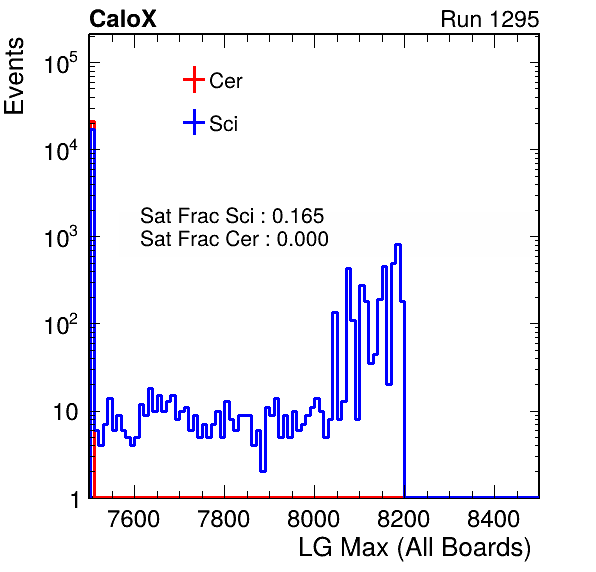 CaloX Run 1295
Events
10^5
Cer
Sci
10^4
Sat Frac Sci : 0.165
Sat Frac Cer : 0.000
10^3
10^2
10
1
7600 7800 8000 8200 8400
LG Max (All Boards)